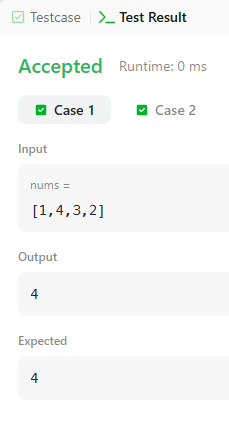 Testcase | Test Result
Accepted Runtime: 0 ms
Case 1 Case 2
Input
nums =
[1,4,3,2]
Output
4
Expected
4